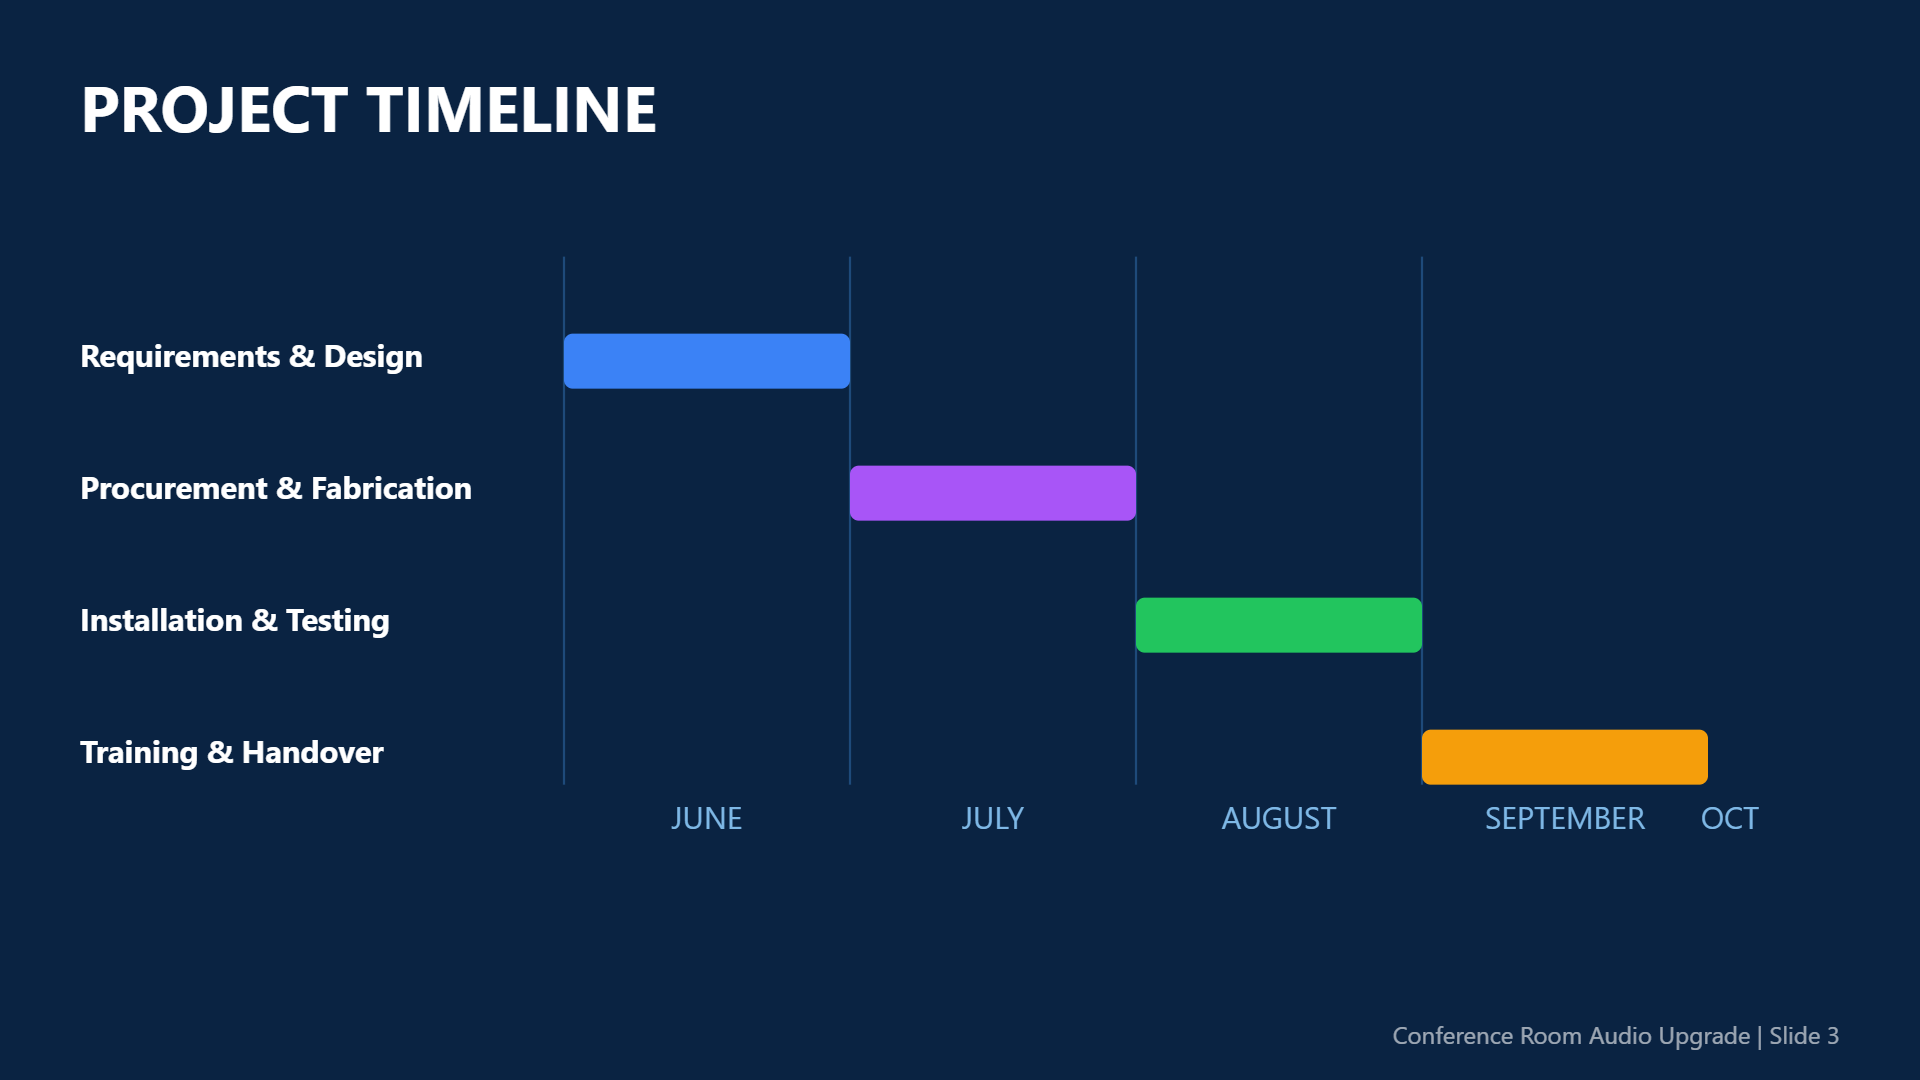 PROJECT TIMELINE
Requirements & Design
Procurement & Fabrication
Installation & Testing
Training & Handover
JUNE JULY AUGUST SEPTEMBER OCT
Conference Room Audio Upgrade | Slide 3